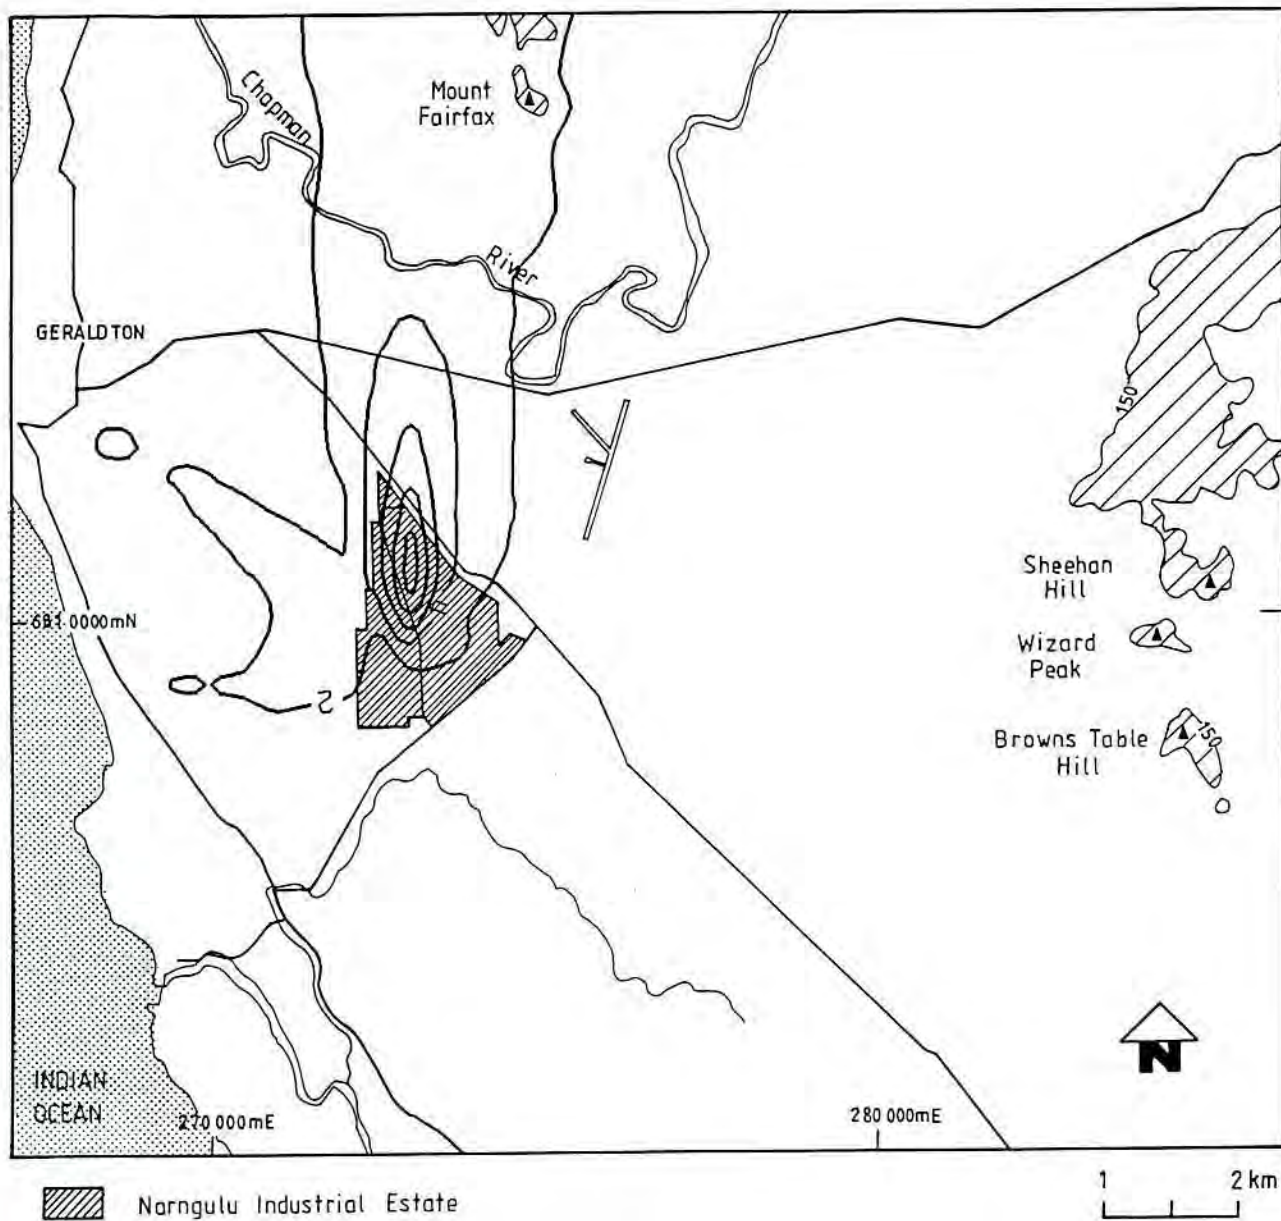 Chapman
River
Mount
Fairfax
GERALDTON
150
Sheehan
Hill
Wizard
Peak
Browns Table
Hill
150
2
N
INDIAN
OCEAN
270 000mE
280 000mE
1 2 km
Narngulu Industrial Estate